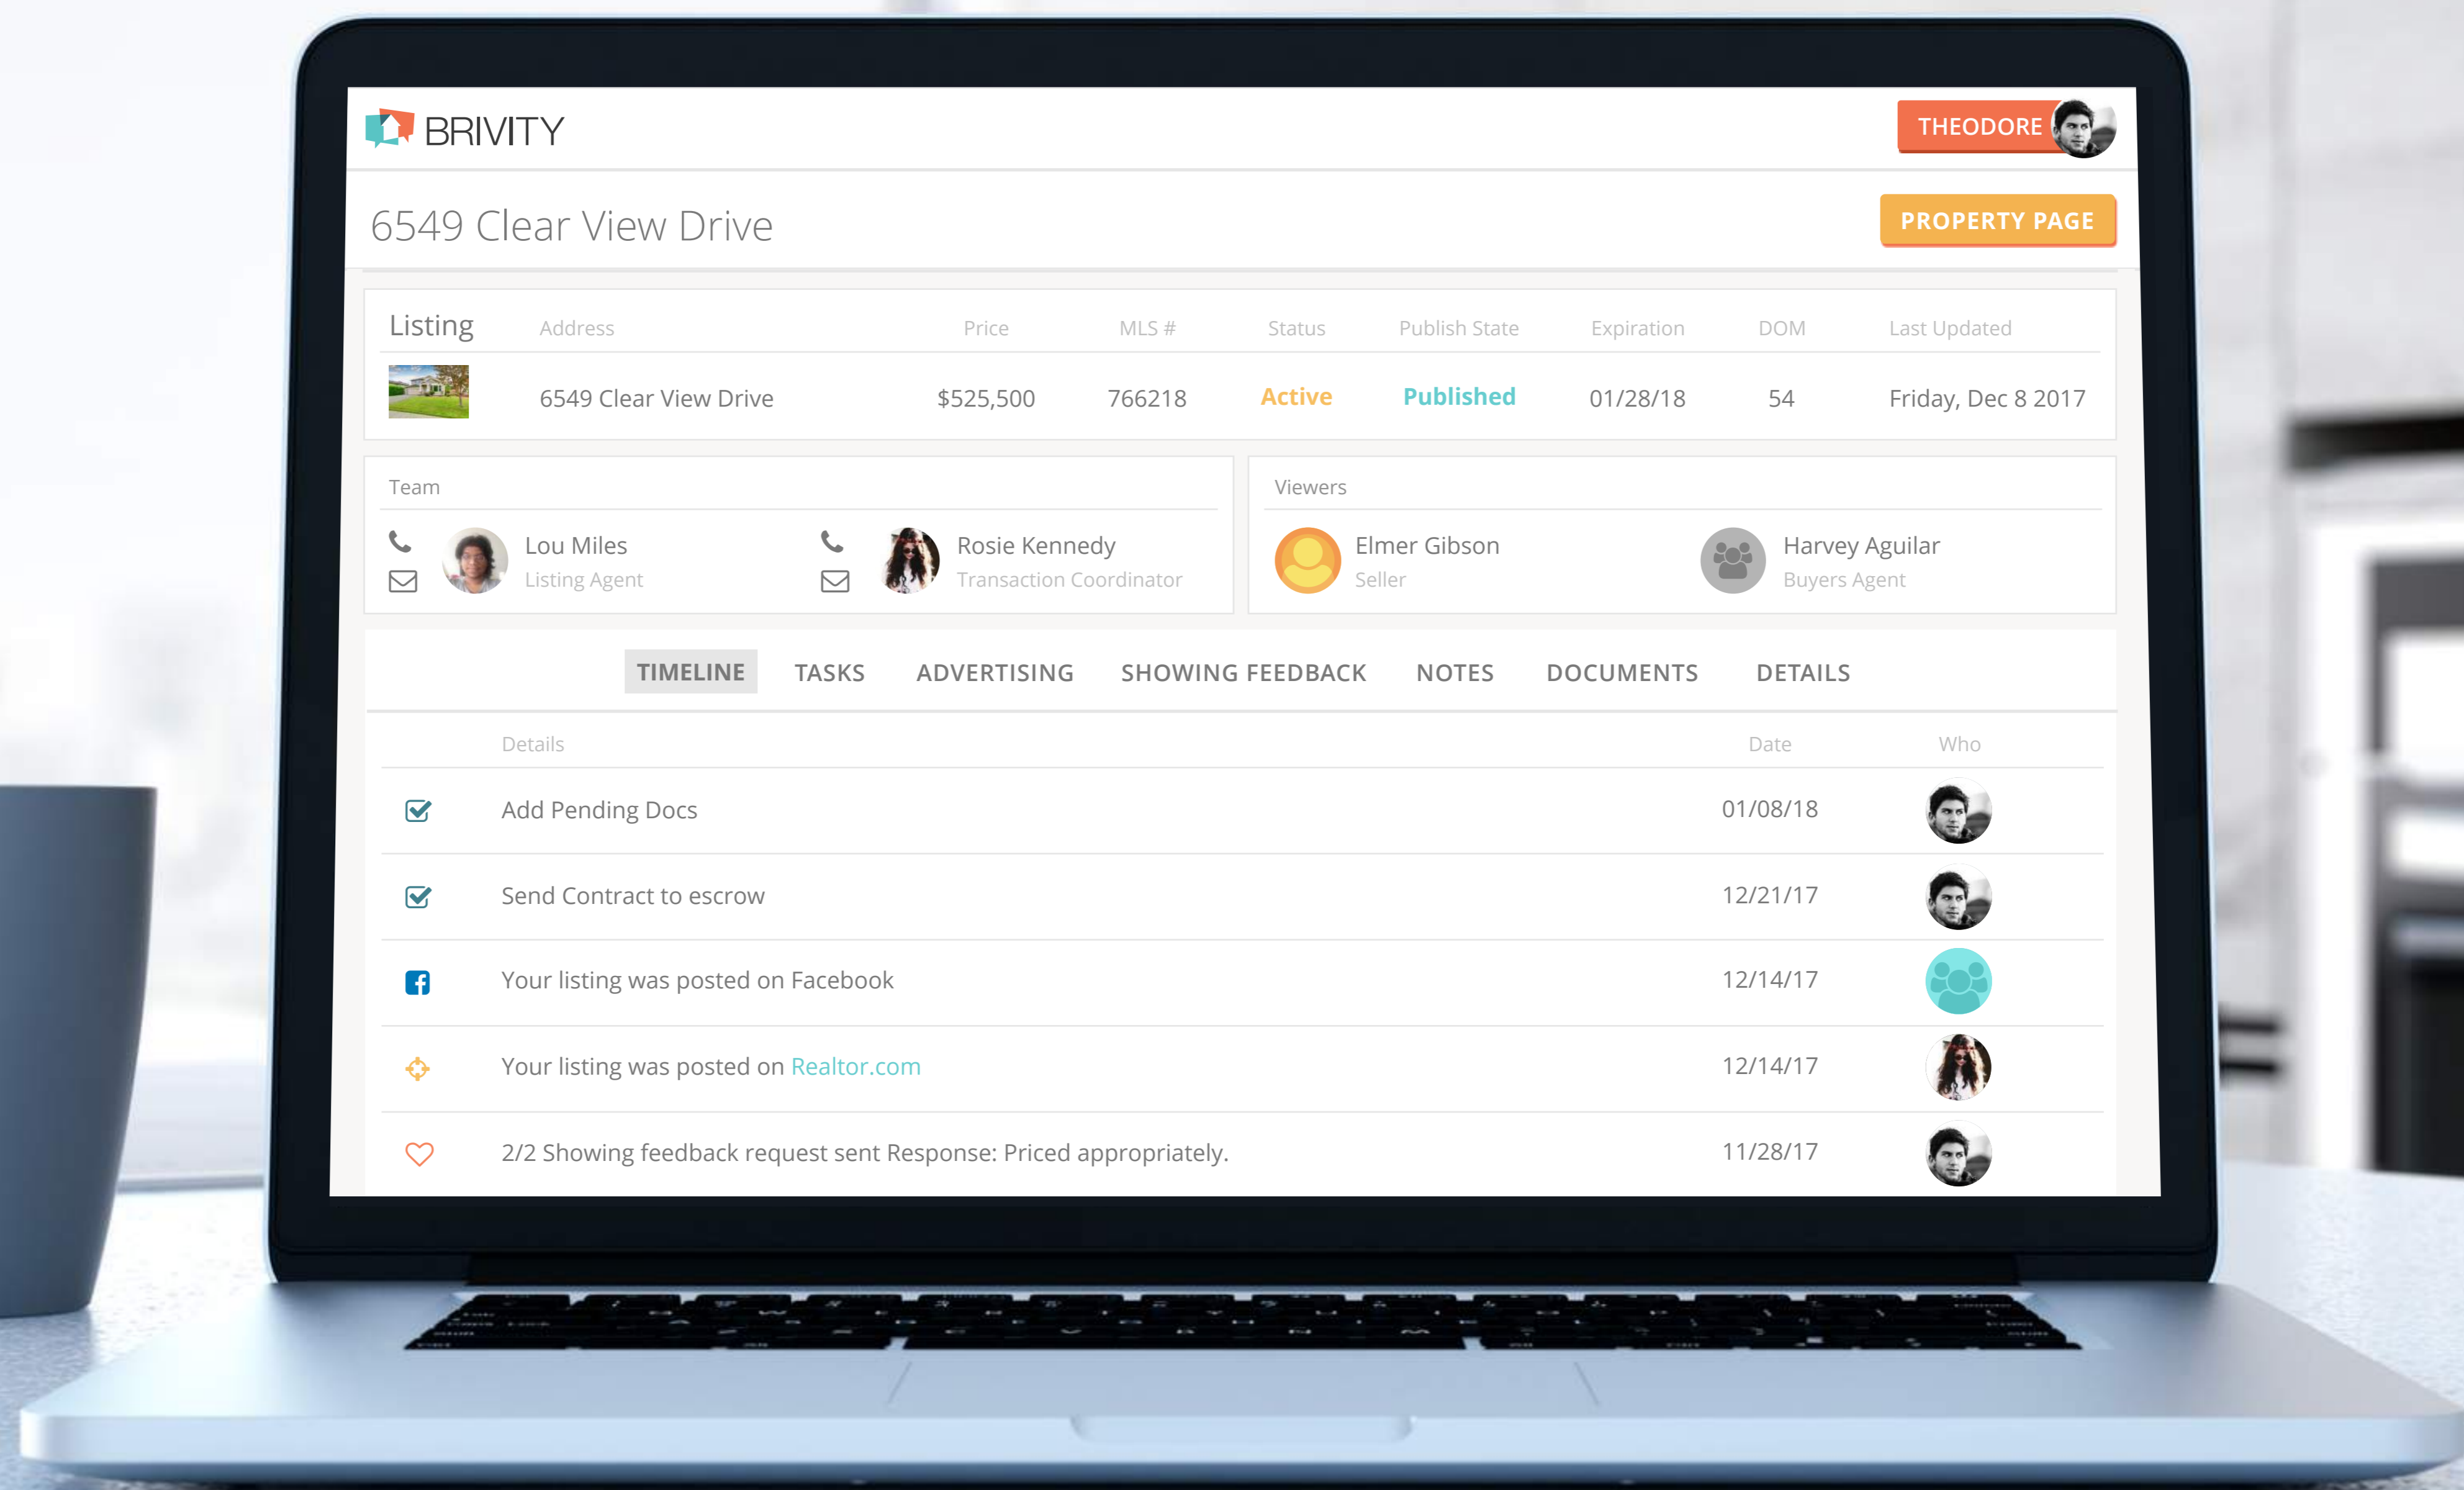 BRIVITY
THEODORE
6549 Clear View Drive
PROPERTY PAGE
Listing Address Price MLS # Status Publish State Expiration DOM Last Updated
6549 Clear View Drive $525,500 766218 Active Published 01/28/18 54 Friday, Dec 8 2017
Team
Viewers
Lou Miles
Listing Agent
Rosie Kennedy
Transaction Coordinator
Elmer Gibson
Seller
Harvey Aguilar
Buyers Agent
TIMELINE TASKS ADVERTISING SHOWING FEEDBACK NOTES DOCUMENTS DETAILS
Details Date Who
Add Pending Docs 01/08/18
Send Contract to escrow 12/21/17
Your listing was posted on Facebook 12/14/17
Your listing was posted on Realtor.com 12/14/17
2/2 Showing feedback request sent Response: Priced appropriately. 11/28/17